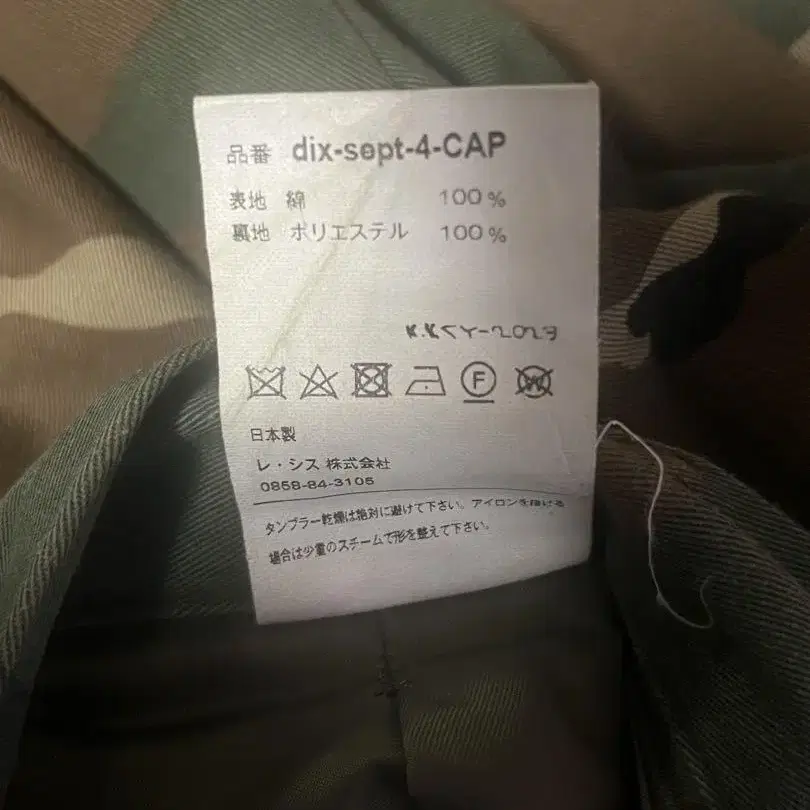 品番 dix-sept-4-CAP
表地 綿 100%
裏地 ポリエステル 100%
K.KCY-2023
F
W
日本製
レ・シス 株式会社
0858-84-3105
タンブラー乾燥は絶対に避けて下さい。アイロンを掛ける
場合は少量のスチームで形を整えて下さい。